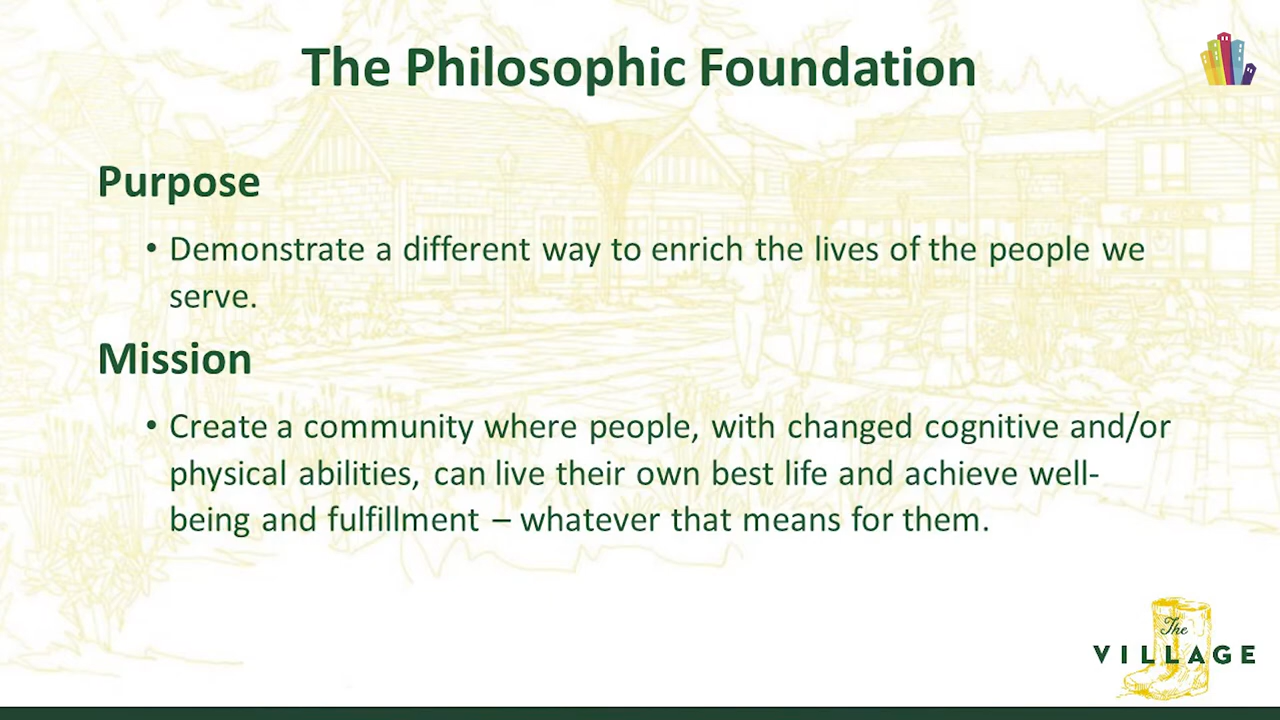 The Philosophic Foundation
Purpose
• Demonstrate a different way to enrich the lives of the people we
serve.
Mission
• Create a community where people, with changed cognitive and/or
physical abilities, can live their own best life and achieve well-
being and fulfillment – whatever that means for them.
The
VILLAGE